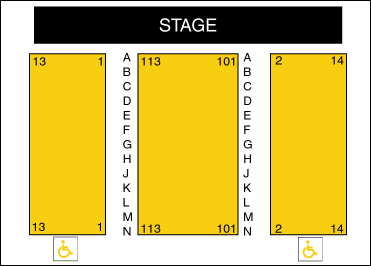 STAGE
13 1 A 113 101 A 2 14
B B
C C
D D
E E
F F
G G
H H
J J
K K
L L
M M
13 1 N 113 101 N 2 14